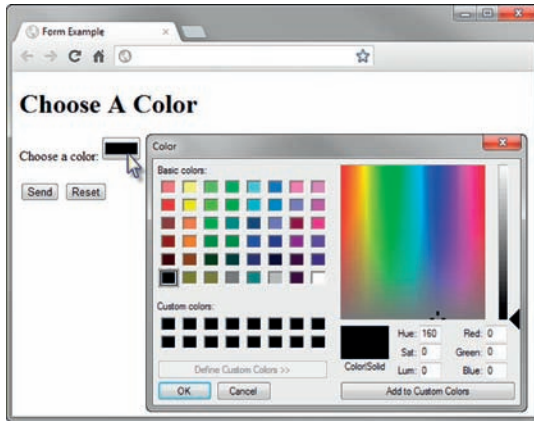 Form Example
Choose A Color
Choose a color:
Send Reset
Color
Basic colors:
Custom colors:
Define Custom Colors >>
OK Cancel
Hue: 160 Red: 0
Sat: 0 Green: 0
Color|Solid Lum: 0 Blue: 0
Add to Custom Colors